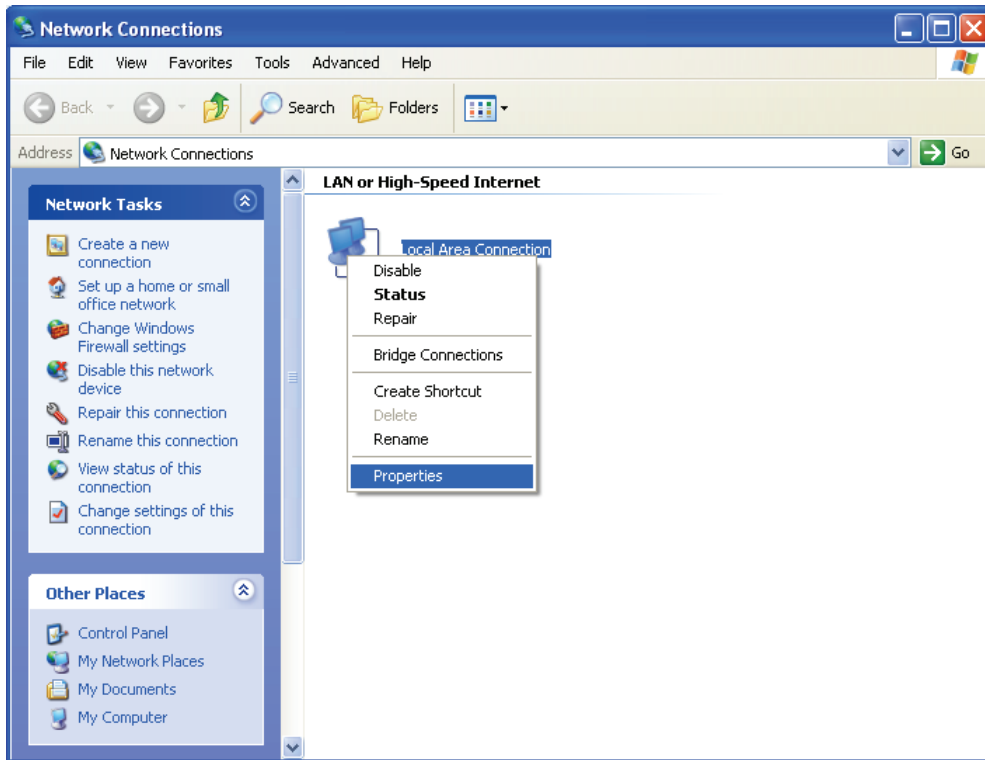 Network Connections
File Edit View Favorites Tools Advanced Help
Back Search Folders
Address Network Connections Go
Network Tasks
Create a new
connection
Set up a home or small
office network
Change Windows
Firewall settings
Disable this network
device
Repair this connection
Rename this connection
View status of this
connection
Change settings of this
connection
Other Places
Control Panel
My Network Places
My Documents
My Computer
LAN or High-Speed Internet
Local Area Connection
Disable
Status
Repair
Bridge Connections
Create Shortcut
Delete
Rename
Properties